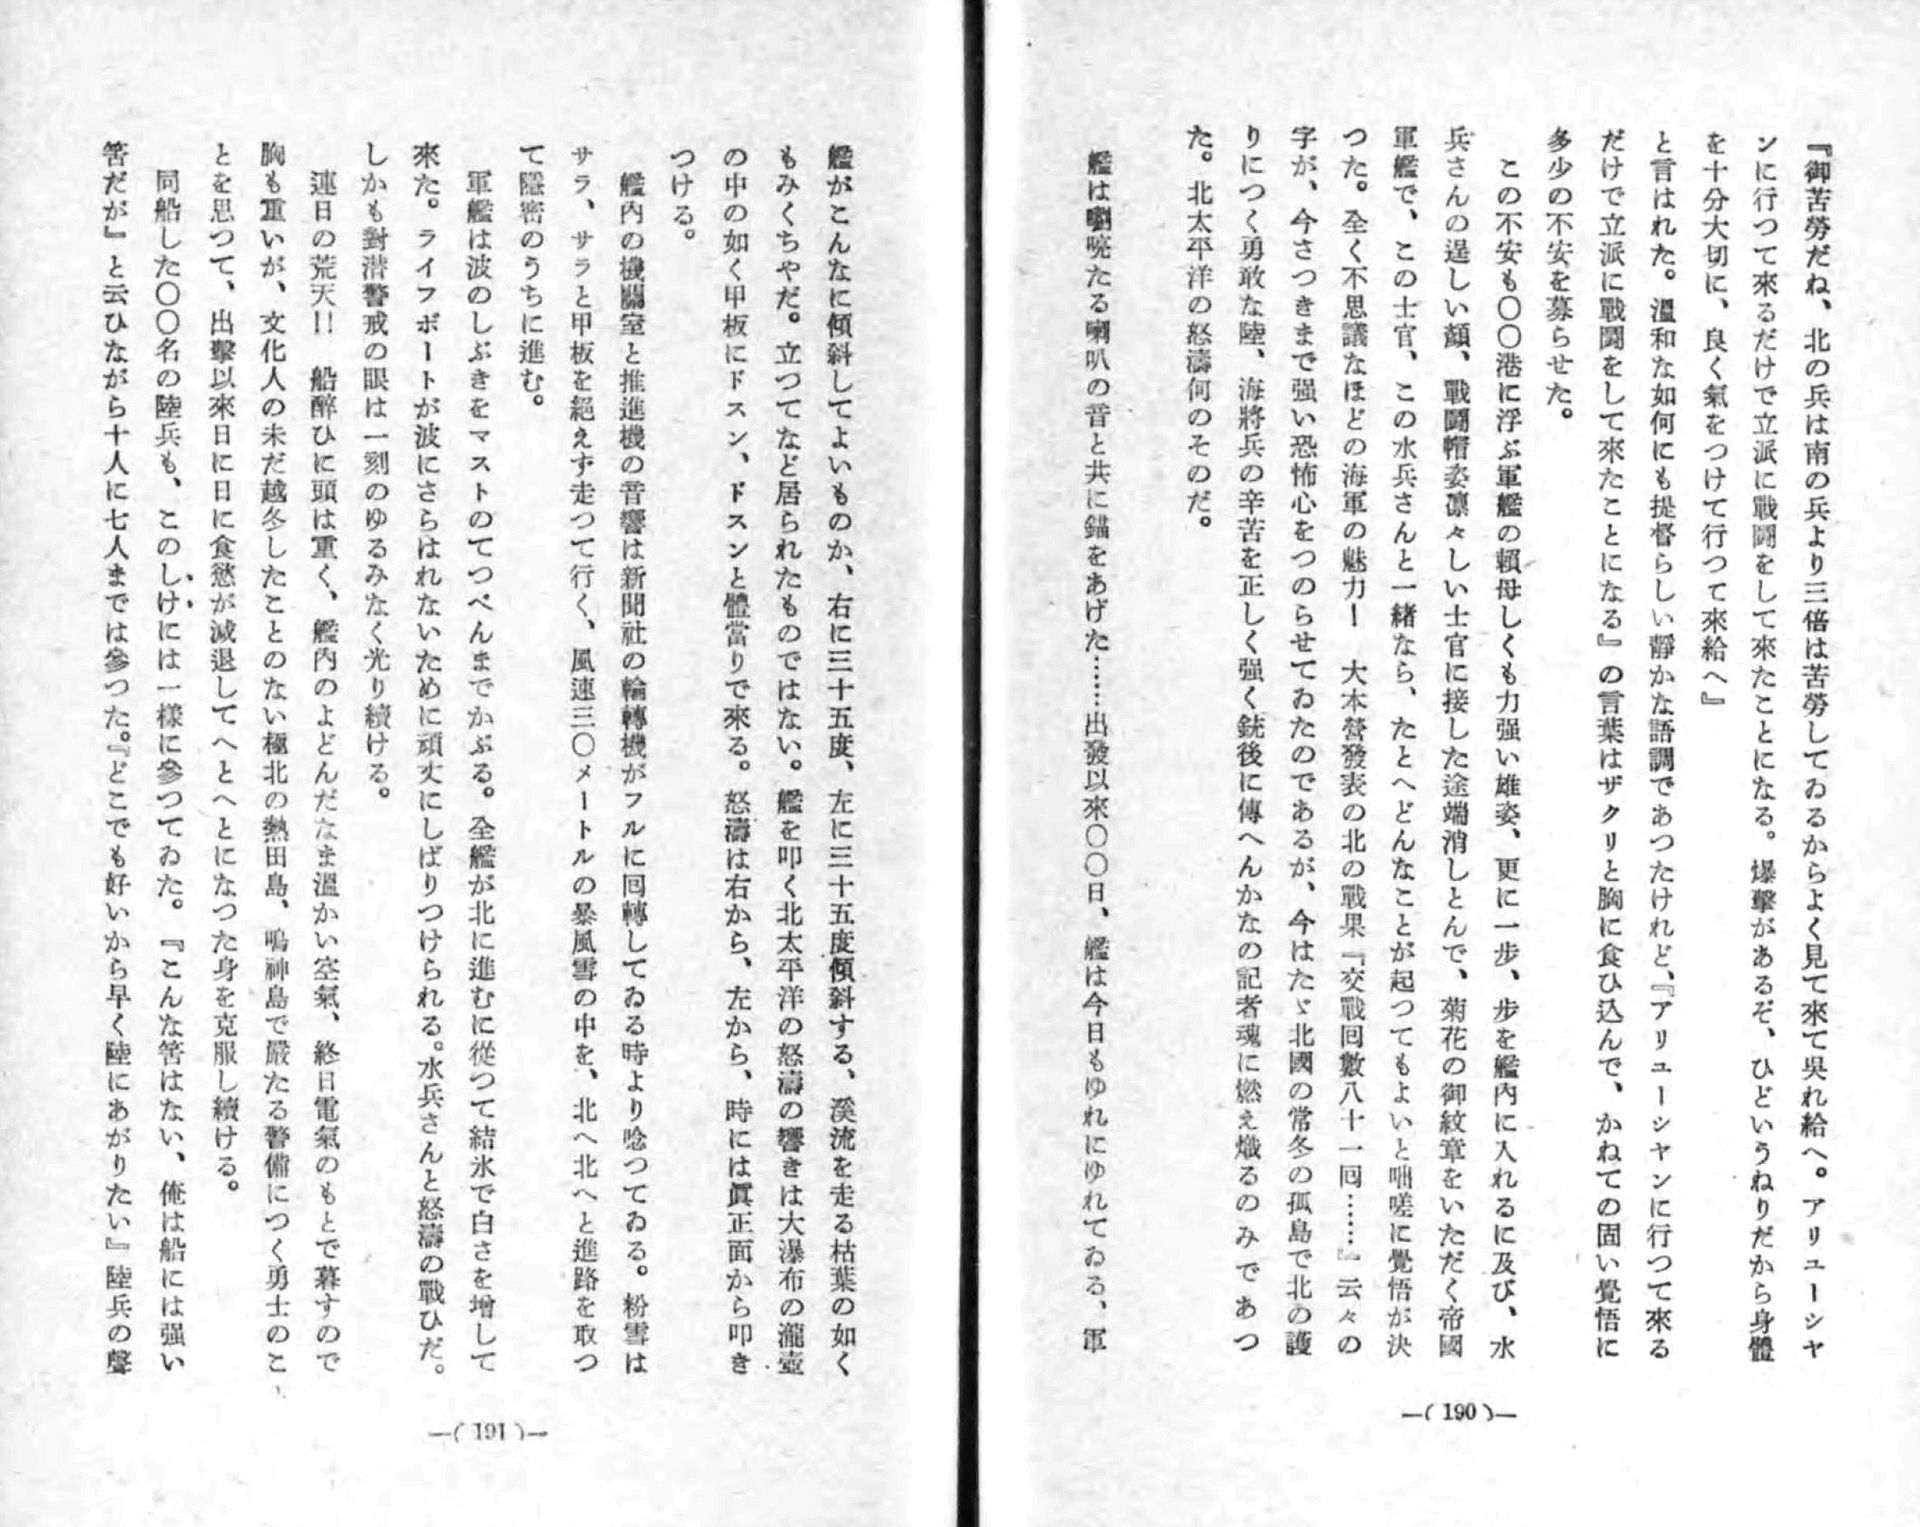 『御苦勞だね、北の兵は南の兵より三倍は苦勞してゐるからよく見て來て吳れ給へ。アリユーシヤ
ンに行つて來るだけで立派に戰鬪をして來たことになる。爆擊があるぞ、ひどいうねりだから身體
を十分大切に、良く氣をつけて行つて來給へ』
と言はれた。溫和な如何にも提督らしい靜かな語調であつたけれど、『アリユーシヤンに行つて來る
だけで立派に戰鬪をして來たことになる』の言葉はザクリと胸に食ひ込んで、かねての固い覺悟に
多少の不安を募らせた。
この不安も〇〇港に浮ぶ軍艦の賴母しくも力强い雄姿、更に一步、步を艦內に入れるに及び、水
兵さんの逞しい顏、戰鬪帽姿凛々しい士官に接した途端消しとんで、菊花の御紋章をいただく帝國
軍艦で、この士官、この水兵さんと一緖なら、たとへどんなことが起つてもよいと咄嗟に覺悟が決
つた。全く不思議なほどの海軍の魅力ー 大本營發表の北の戰果『交戰回數八十一回……』云々の
字が、今さつきまで强い恐怖心をつのらせてゐたのであるが、今はたゞ北國の常冬の孤島で北の護
りにつく勇敢な陸、海將兵の辛苦を正しく强く銃後に傳へんかなの記者魂に燃え熾るのみであつ
た。北太平洋の怒濤何のそのだ。
艦は嚠喨たる喇叭の音と共に錨をあげた……出發以來〇〇日、艦は今日もゆれにゆれてゐる、軍
—( 190 )—
艦がこんなに傾斜してよいものか、右に三十五度、左に三十五度傾斜する、溪流を走る枯葉の如く
もみくちやだ。立つてなど居られたものではない。艦を叩く北太平洋の怒濤の響きは大瀑布の瀧壺
の中の如く甲板にドスン、ドスンと體當りで來る。怒濤は右から、左から、時には眞正面から叩き
つける。
艦內の機關室と推進機の音響は新聞社の輪轉機がフルに回轉してゐる時より唸つてゐる。粉雪は
サラ、サラと甲板を絕えず走つて行く、風速三〇メートルの暴風雪の中を、北へ北へと進路を取つ
て隱密のうちに進む。
軍艦は波のしぶきをマストのてつぺんまでかぶる。全艦が北に進むに從つて結氷で白さを增して
來た。ライフボートが波にさらはれないために頑丈にしばりつけられる。水兵さんと怒濤の戰ひだ。
しかも對潜警戒の眼は一刻のゆるみなく光り續ける。
連日の荒天!! 船醉ひに頭は重く、艦內のよどんだなま溫かい空氣、終日電氣のもとで暮すので
胸も重いが、文化人の未だ越冬したことのない極北の熱田島、鳴神島で嚴たる警備につく勇士のこ
とを思つて、出擊以來日に日に食慾が減退してへとへとになつた身を克服し續ける。
同船した〇〇名の陸兵も、このしけには一樣に參つてゐた。『こんな筈はない、俺は船には强い
筈だが』と云ひながら十人に七人までは參つた。『どこでも好いから早く陸にあがりたい』陸兵の聲
—( 191 )—